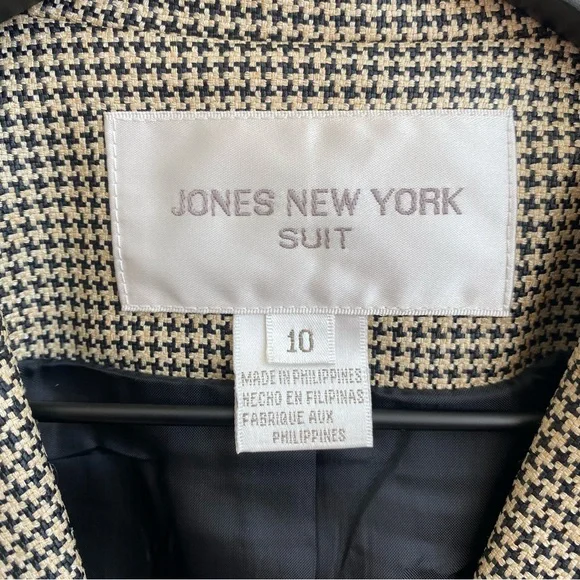 JONES NEW YORK
SUIT
10
MADE IN PHILIPPINES
HECHO EN FILIPINAS
FABRIQUE AUX
PHILIPPINES